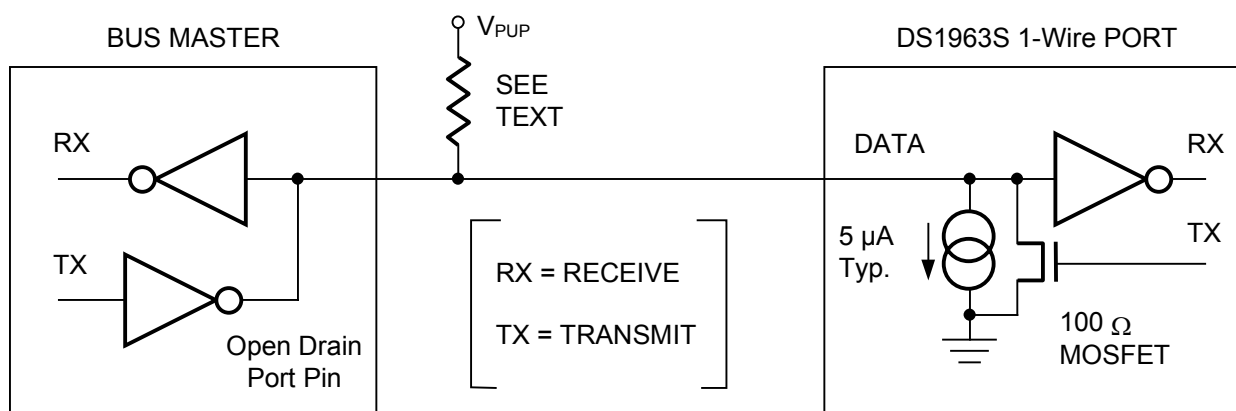 BUS MASTER
RX
TX
Open Drain
Port Pin
VPUP
SEE
TEXT
RX = RECEIVE
TX = TRANSMIT
DS1963S 1-Wire PORT
DATA
RX
TX
5 µA
Typ.
100 Ω
MOSFET